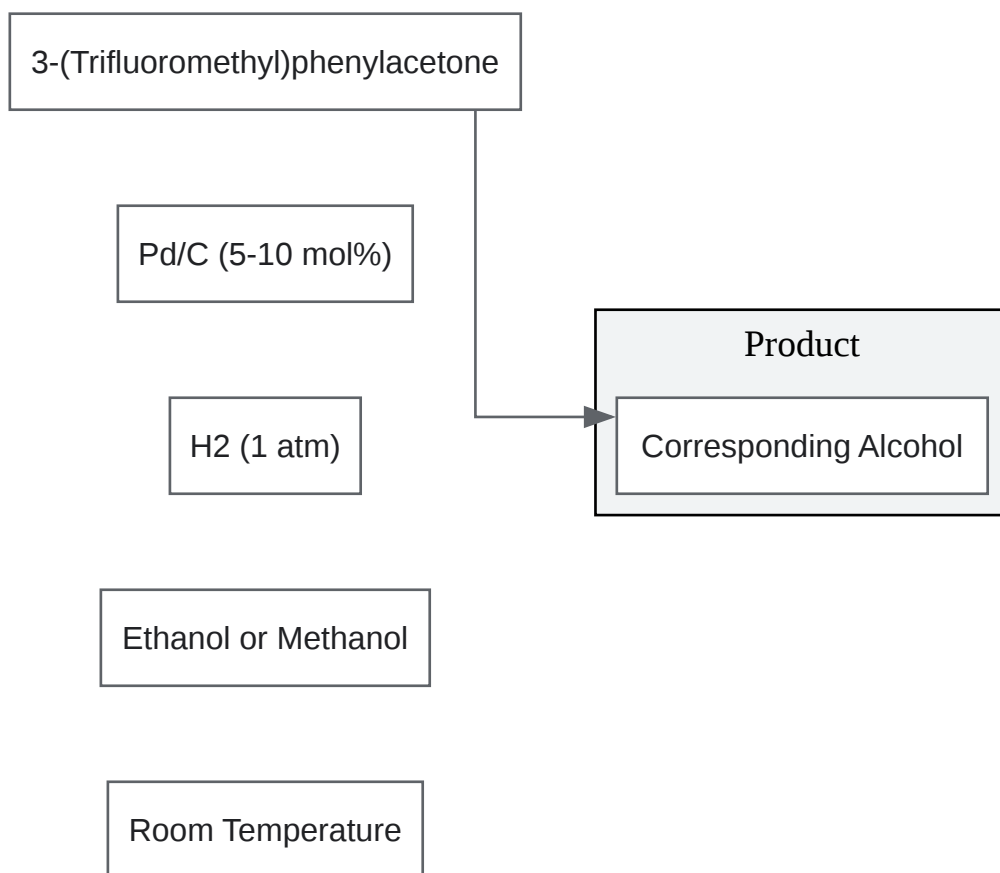 3-(Trifluoromethyl)phenylacetone
Pd/C (5-10 mol%)
Product
H2 (1 atm)
Corresponding Alcohol
Ethanol or Methanol
Room Temperature